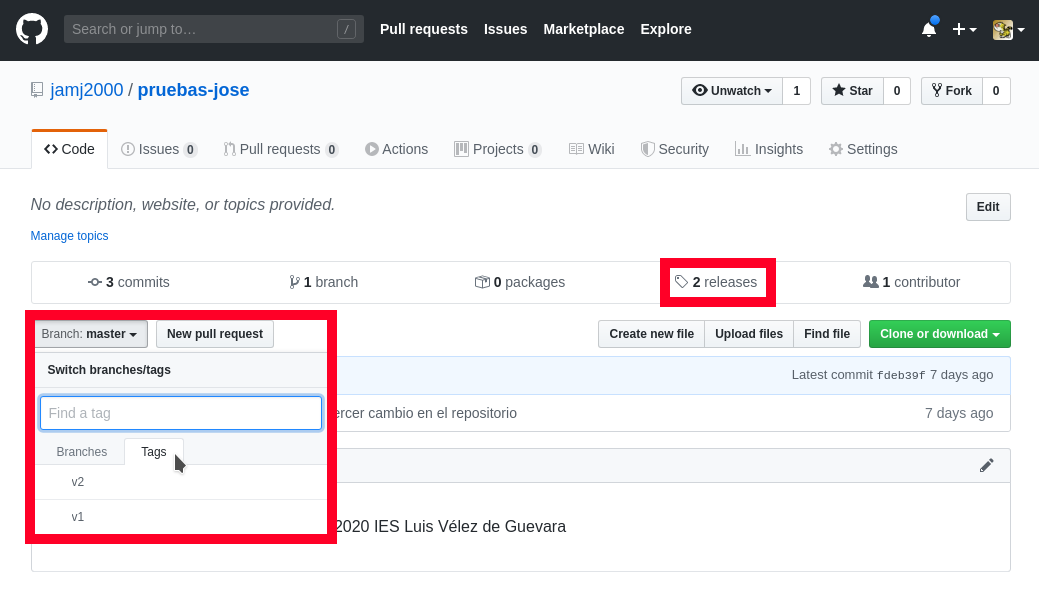 Search or jump to… / Pull requests Issues Marketplace Explore
jamj2000 / pruebas-jose Unwatch 1 Star 0 Fork 0
Code Issues 0 Pull requests 0 Actions Projects 0 Wiki Security Insights Settings
No description, website, or topics provided. Edit
Manage topics
3 commits 1 branch 0 packages 2 releases 1 contributor
Branch: master New pull request Create new file Upload files Find file Clone or download
Switch branches/tags
Latest commit fdeb39f 7 days ago
Find a tag
ercer cambio en el repositorio 7 days ago
Branches Tags
v2
v1
2020 IES Luis Vélez de Guevara